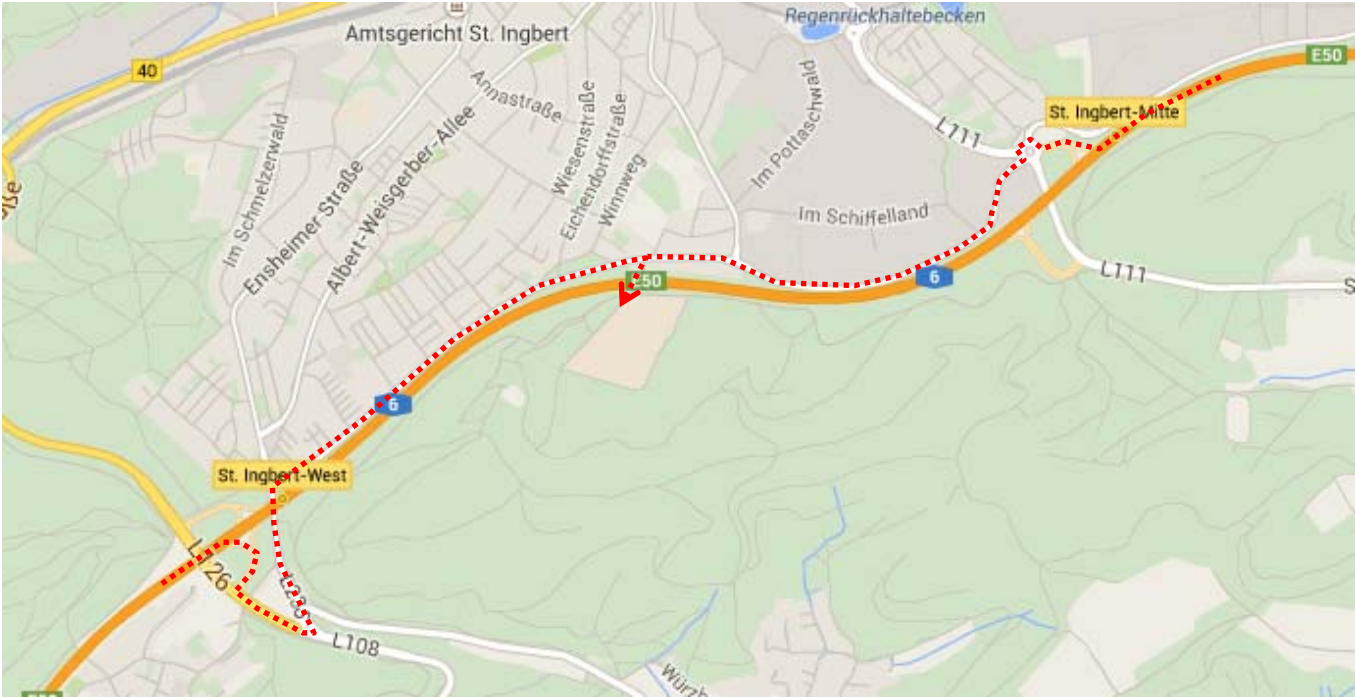 Regenrückhaltebecken
Amtsgericht St. Ingbert
E50
40
Annastraße
St. Ingbert-Mitte
L111
Im Pottaschwald
Wiesenstraße
Eichendorffstraße
Winnweg
Im Schmelzerwald
Ensheimer Straße
Albert-Weisgerber-Allee
Im Schiffelland
L111
6
E50
S
6
St. Ingbert-West
L126
L108